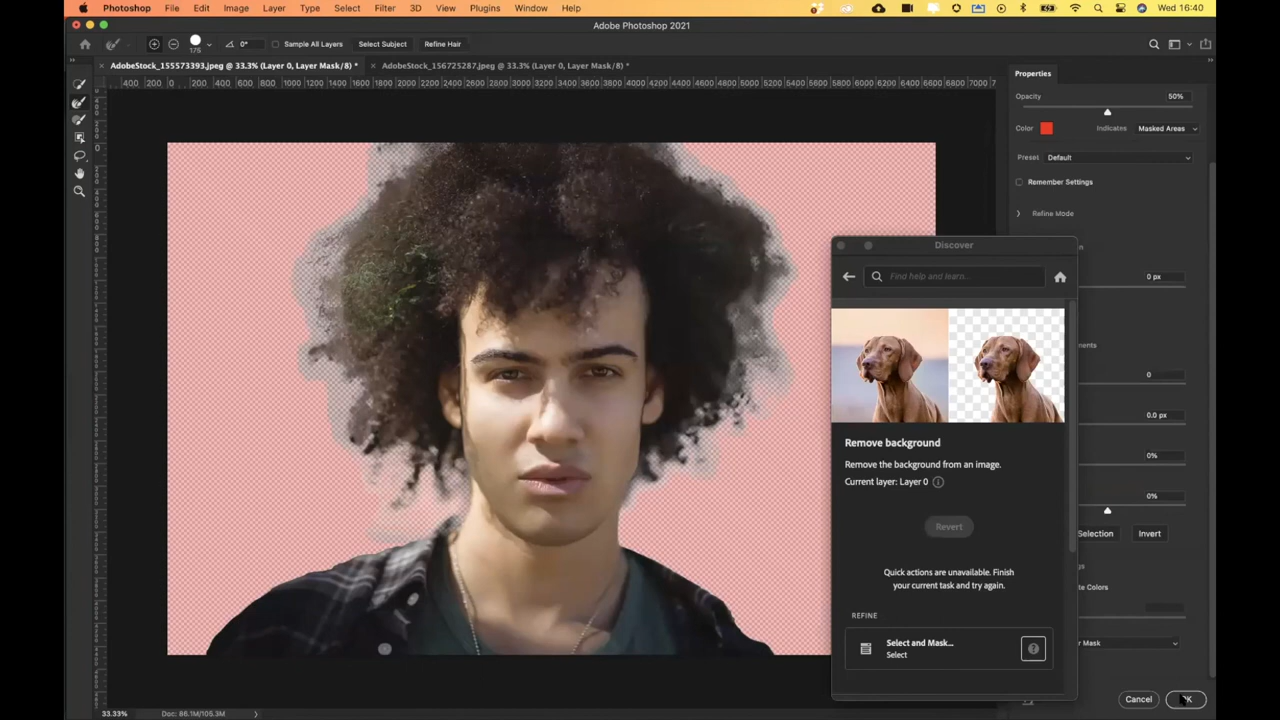 Photoshop File Edit Image Layer Type Select Filter 3D View Plugins Window Help Wed 16:40
Adobe Photoshop 2021
175 0° Sample All Layers Select Subject Refine Hair
AdobeStock_155573393.jpeg @ 33.3% (Layer 0, Layer Mask/8) * AdobeStock_156725287.jpeg @ 33.3% (Layer 0, Layer Mask/8) *
400 200 0 200 400 600 800 1000 1200 1400 1600 1800 2000 2200 2400 2600 2800 3000 3200 3400 3600 3800 4000 4200 4400 4600 4800 5000 5200 5400 5600 5800 6000 6200 6400 6600 6800 7000
Properties
Opacity 50%
Color Indicates Masked Areas
Preset Default
Remember Settings
Refine Mode
Discover
Find help and learn...
0 px
ments
0
0.0 px
0%
0%
Remove background
Remove the background from an image.
Current layer: Layer 0
Revert
Selection Invert
Quick actions are unavailable. Finish
your current task and try again.
te Colors
REFINE
Select and Mask...
Select
Mask
Cancel
33.33% Doc: 86.1M/105.3M